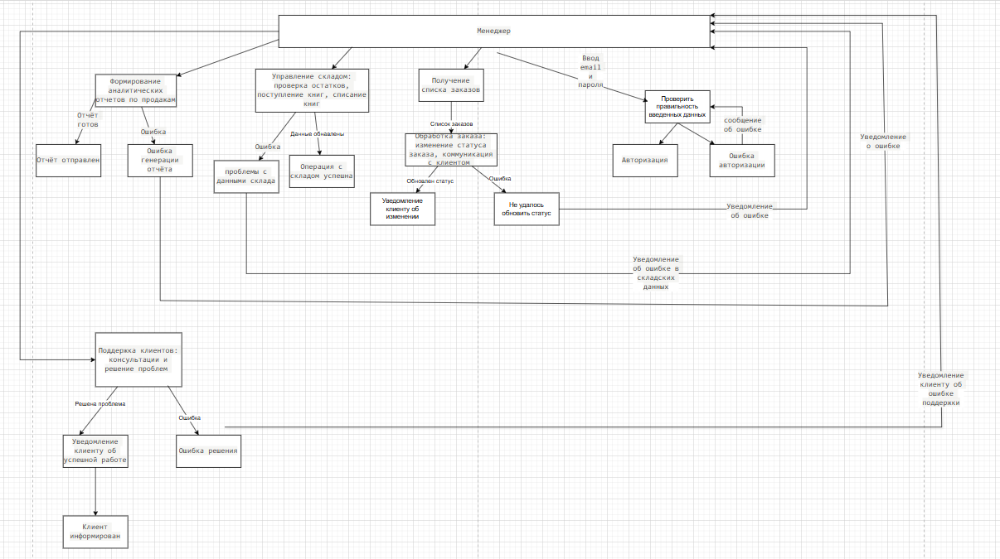 Менеджер
Ввод
email
и
пароля
Формирование
аналитических
отчетов по продажам
Управление складом:
проверка остатков,
поступление книг, списание
книг
Получение
списка заказов
Проверить
правильность
введенных данных
сообщение
об ошибке
Отчёт
готов
Ошибка
Ошибка
Данные обнавлены
Список заказов
Уведомление
о ошибке
Отчёт отправлен
Ошибка
генерации
отчёта
проблемы с
данными склада
Операция с
складом успешна
Обработка заказа:
изменение статуса
заказа, коммуникация
с клиентом
Авторизация
Ошибка
авторизации
Обновлен статус
Ошибка
Уведомление
клиенту об
изменении
Не удалось
обновить статус
Уведомление
об ошибке
Уведомление
об ошибке в
складских
данных
Поддержка клиентов:
консультации и
решение проблем
Уведомление
клиенту об
ошибке
поддержки
Решена проблема
Ошибка
Уведомление
клиенту об
успешной работе
Ошибка решения
Клиент
информирован